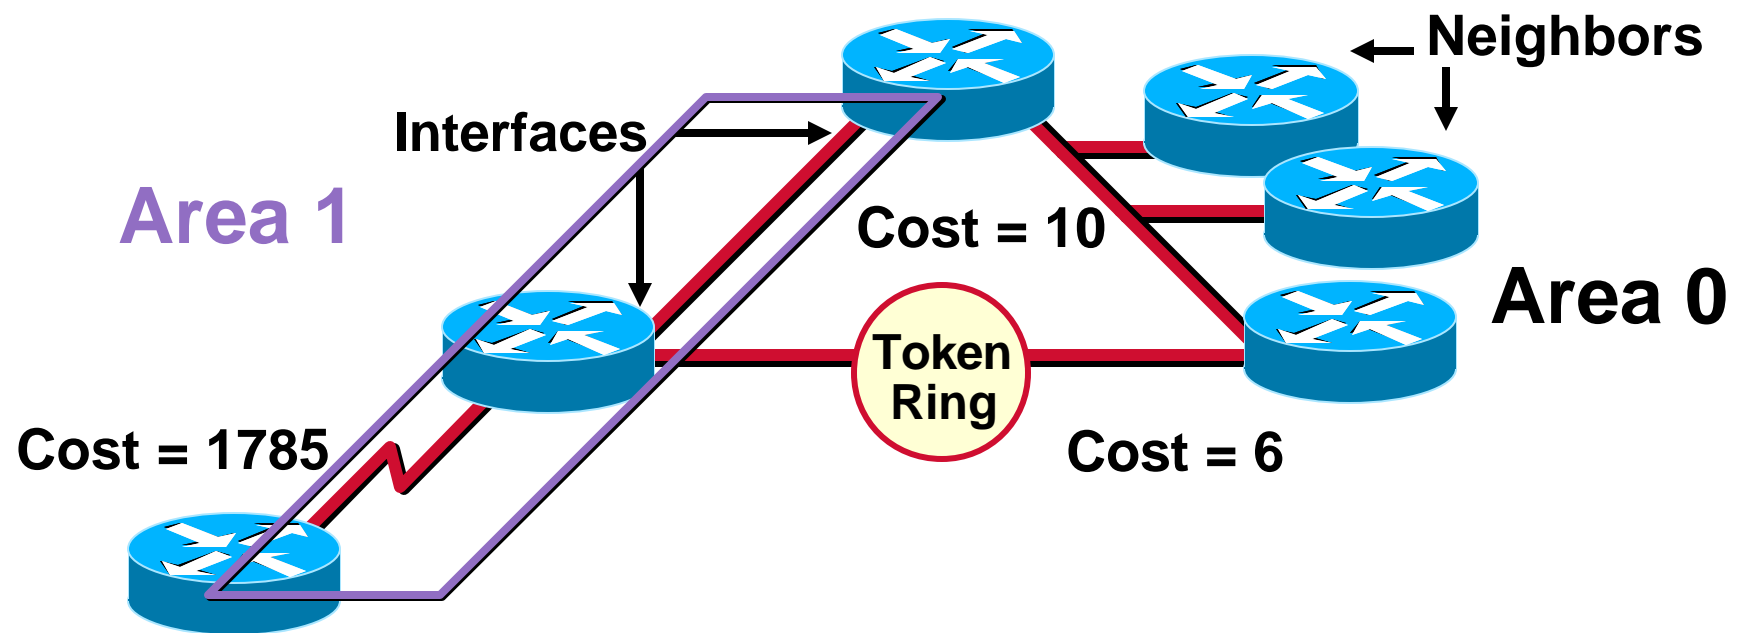 Neighbors
Interfaces
Area 1
Cost = 10
Area 0
Token
Ring
Cost = 1785
Cost = 6